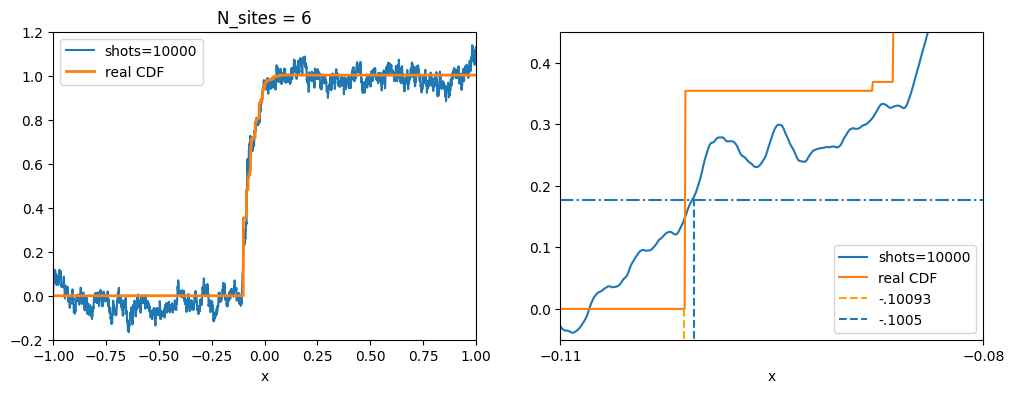 N_sites = 6
shots=10000
real CDF
1.2
1.0
0.8
0.6
0.4
0.2
0.0
−0.2
−1.00 −0.75 −0.50 −0.25 0.00 0.25 0.50 0.75 1.00
x
0.4
0.3
0.2
0.1
0.0
shots=10000
real CDF
-.10093
-.1005
−0.11 −0.08
x